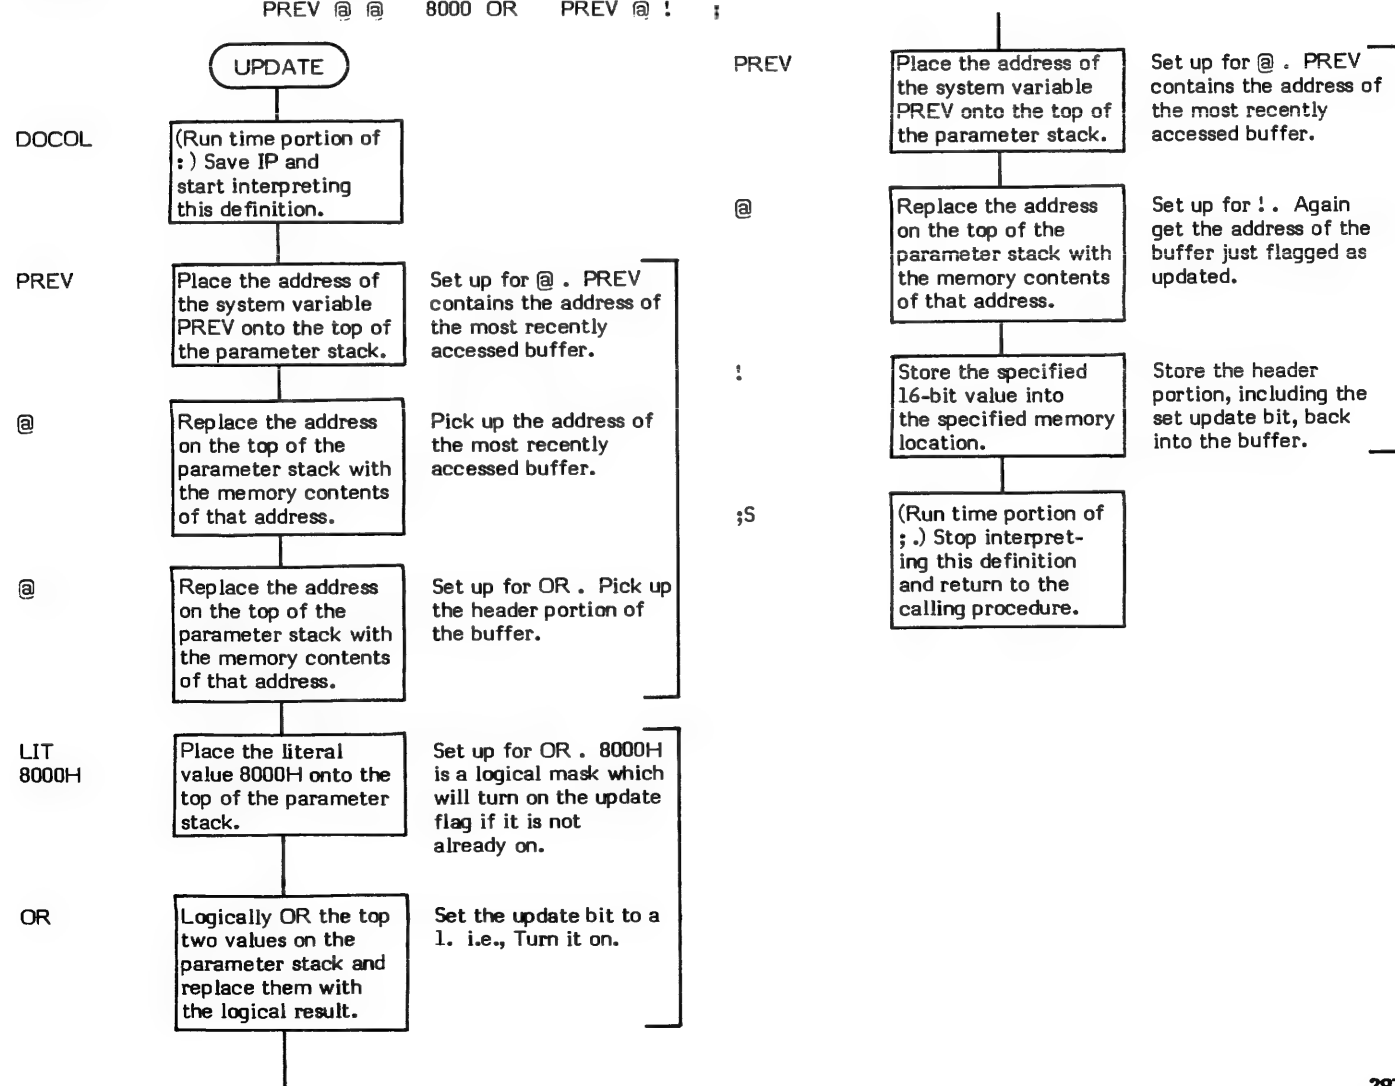 PREV @ @ 8000 OR PREV @ ! ;
UPDATE
DOCOL
(Run time portion of
: ) Save IP and
start interpreting
this definition.
PREV
Place the address of
the system variable
PREV onto the top of
the parameter stack.
Set up for @ . PREV
contains the address of
the most recently
accessed buffer.
@
Replace the address
on the top of the
parameter stack with
the memory contents
of that address.
Pick up the address of
the most recently
accessed buffer.
@
Replace the address
on the top of the
parameter stack with
the memory contents
of that address.
Set up for OR . Pick up
the header portion of
the buffer.
LIT
8000H
Place the literal
value 8000H onto the
top of the parameter
stack.
Set up for OR . 8000H
is a logical mask which
will turn on the update
flag if it is not
already on.
OR
Logically OR the top
two values on the
parameter stack and
replace them with
the logical result.
Set the update bit to a
1. i.e., Turn it on.
PREV
Place the address of
the system variable
PREV onto the top of
the parameter stack.
Set up for @ . PREV
contains the address of
the most recently
accessed buffer.
@
Replace the address
on the top of the
parameter stack with
the memory contents
of that address.
Set up for ! . Again
get the address of the
buffer just flagged as
updated.
!
Store the specified
16-bit value into
the specified memory
location.
Store the header
portion, including the
set update bit, back
into the buffer.
;S
(Run time portion of
; .) Stop interpret-
ing this definition
and return to the
calling procedure.